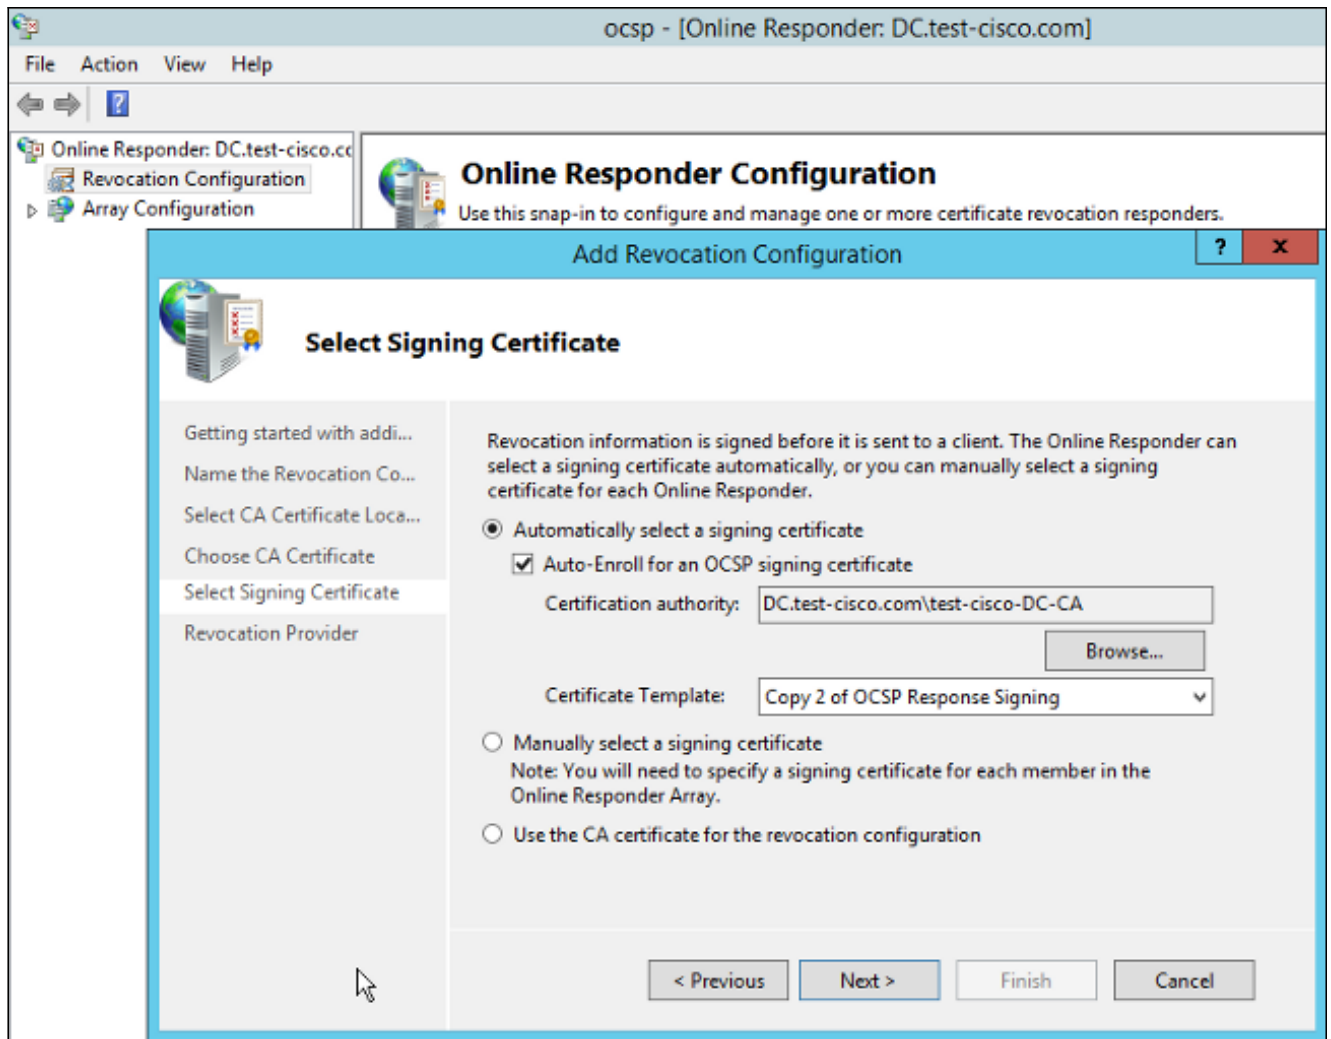 ocsp - [Online Responder: DC.test-cisco.com]
File Action View Help
?
Online Responder: DC.test-cisco.cc
Revocation Configuration
Array Configuration
Online Responder Configuration
Use this snap-in to configure and manage one or more certificate revocation responders.
Add Revocation Configuration
? x
Select Signing Certificate
Getting started with addi...
Name the Revocation Co...
Select CA Certificate Loca...
Choose CA Certificate
Select Signing Certificate
Revocation Provider
Revocation information is signed before it is sent to a client. The Online Responder can
select a signing certificate automatically, or you can manually select a signing
certificate for each Online Responder.
Automatically select a signing certificate
Auto-Enroll for an OCSP signing certificate
Certification authority: DC.test-cisco.com\test-cisco-DC-CA
Browse...
Certificate Template: Copy 2 of OCSP Response Signing
Manually select a signing certificate
Note: You will need to specify a signing certificate for each member in the
Online Responder Array.
Use the CA certificate for the revocation configuration
< Previous Next > Finish Cancel